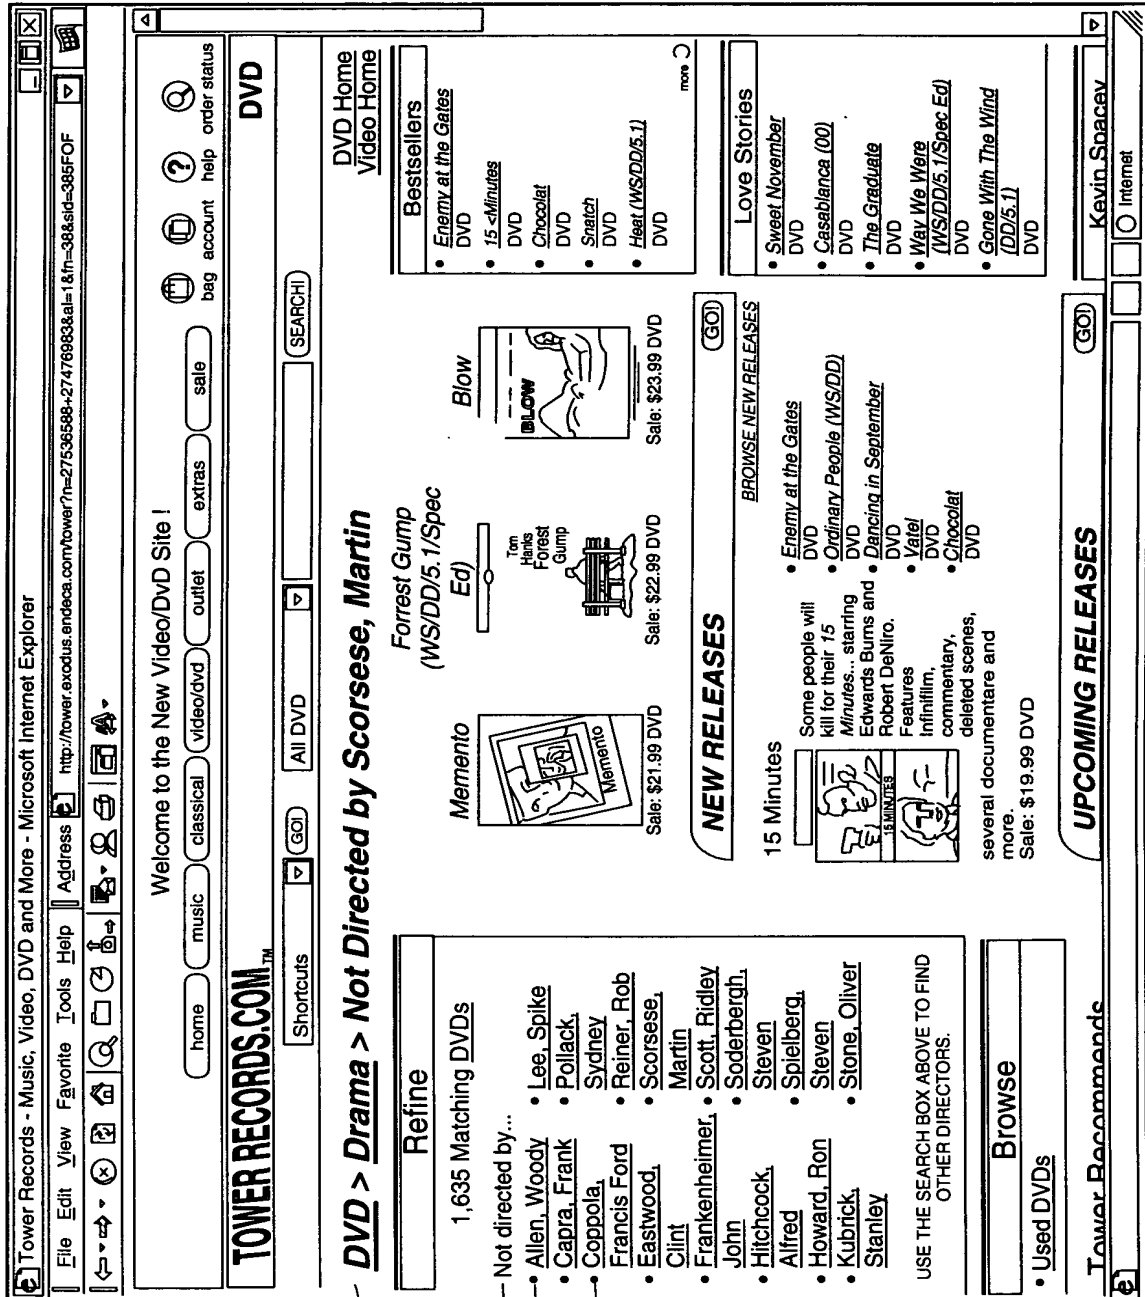 Tower Records - Music, Video, DVD and More - Microsoft Internet Explorer
File Edit View Favorite Tools Help Address http://tower.exodus.endeca.com/tower?n=27536588+27476983&al=1&fn=38&sid=385FOF
Welcome to the New Video/DvD Site !
home music classical video/dvd outlet extras sale
bag account help order status
TOWER RECORDS.COM™
DVD
Shortcuts GO! All DVD SEARCH!
DVD > Drama > Not Directed by Scorsese, Martin
DVD Home
Video Home
Refine
1,635 Matching DVDs
Not directed by...
• Allen, Woody
• Capra, Frank
• Coppola,
Francis Ford
• Eastwood,
Clint
• Frankenheimer,
John
• Hitchcock,
Alfred
• Howard, Ron
• Kubrick,
Stanley
• Lee, Spike
• Pollack,
Sydney
• Reiner, Rob
• Scorsese,
Martin
• Scott, Ridley
• Soderbergh,
Steven
• Spielberg,
Steven
• Stone, Oliver
USE THE SEARCH BOX ABOVE TO FIND
OTHER DIRECTORS.
Browse
• Used DVDs
Tower Recommends
Memento
Memento
Sale: $21.99 DVD
Forrest Gump
(WS/DD/5.1/Spec
Ed)
Tom
Hanks
Forest
Gump
Sale: $22.99 DVD
Blow
BLOW
Sale: $23.99 DVD
NEW RELEASES GO!
BROWSE NEW RELEASES
15 Minutes
15 MINUTES
Some people will
kill for their 15
Minutes... starring
Edwards Burns and
Robert DeNiro.
Features
Infinifilm,
commentary,
deleted scenes,
several documentare and
more.
Sale: $19.99 DVD
• Enemy at the Gates
DVD
• Ordinary People (WS/DD)
DVD
• Dancing in September
DVD
• Vatel
DVD
• Chocolat
DVD
UPCOMING RELEASES GO!
Bestsellers
• Enemy at the Gates
DVD
• 15 <Minutes
DVD
• Chocolat
DVD
• Snatch
DVD
• Heat (WS/DD/5.1)
DVD
more
Love Stories
• Sweet November
DVD
• Casablanca (00)
DVD
• The Graduate
DVD
• Way We Were
(WS/DD/5.1/Spec Ed)
DVD
• Gone With The Wind
(DD/5.1)
DVD
Kevin Spacey
Internet